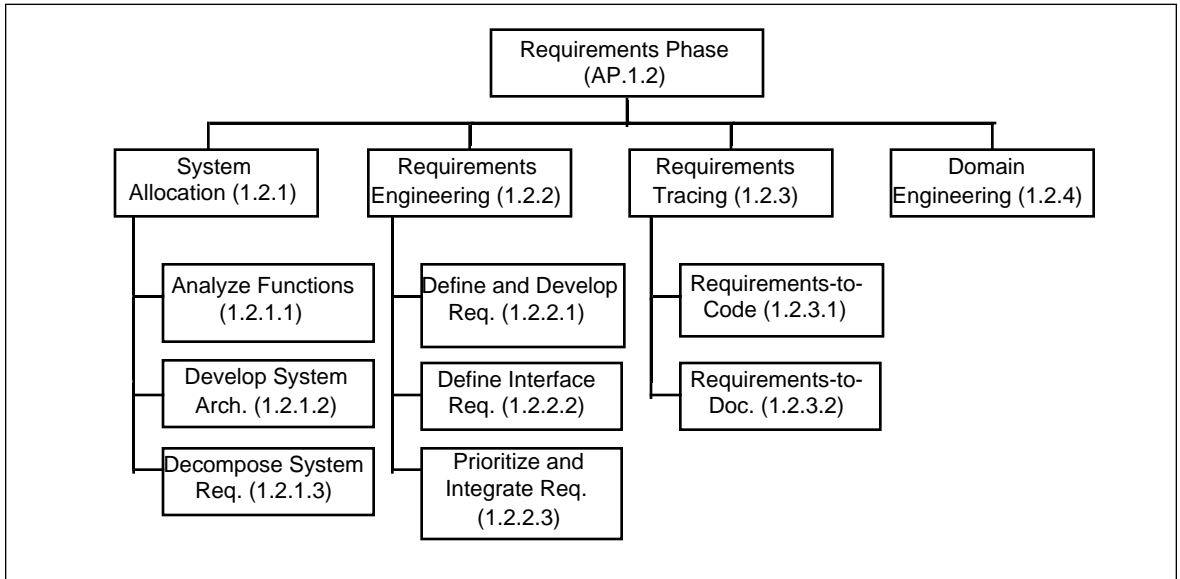 Requirements Phase
(AP.1.2)
System
Allocation (1.2.1)
Requirements
Engineering (1.2.2)
Requirements
Tracing (1.2.3)
Domain
Engineering (1.2.4)
Analyze Functions
(1.2.1.1)
Develop System
Arch. (1.2.1.2)
Decompose System
Req. (1.2.1.3)
Define and Develop
Req. (1.2.2.1)
Define Interface
Req. (1.2.2.2)
Prioritize and
Integrate Req.
(1.2.2.3)
Requirements-to-
Code (1.2.3.1)
Requirements-to-
Doc. (1.2.3.2)